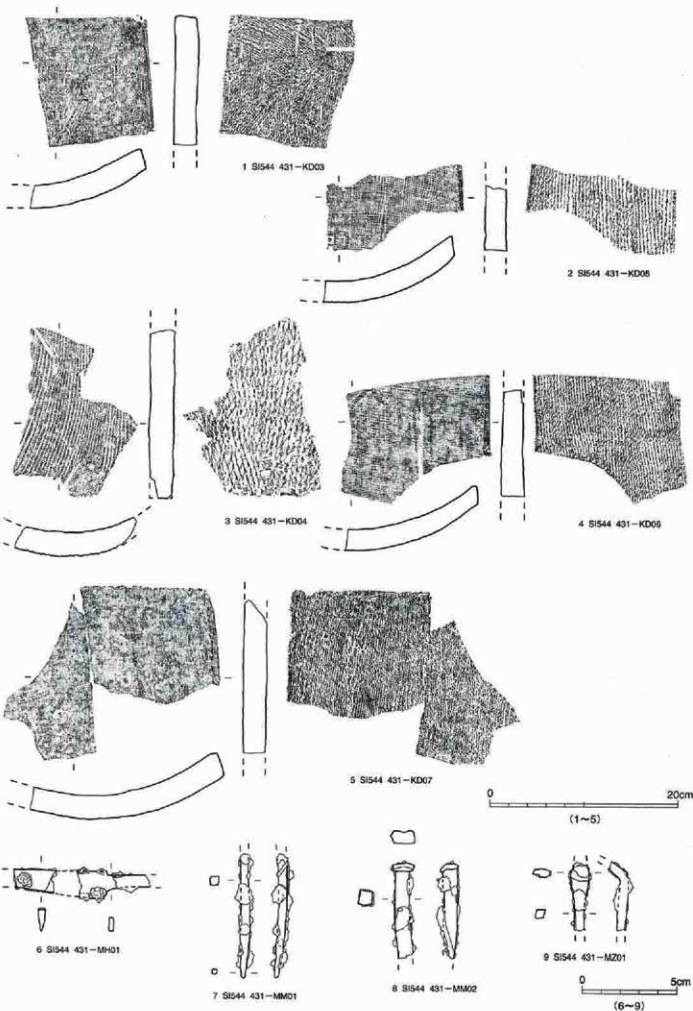 1 SI544 431-KD03
2 SI544 431-KD05
3 SI544 431-KD04
4 SI544 431-KD06
5 SI544 431-KD07
0 20cm
(1~5)
6 SI544 431-MH01
7 SI544 431-MM01
8 SI544 431-MM02
9 SI544 431-MZ01
0 5cm
(6~9)